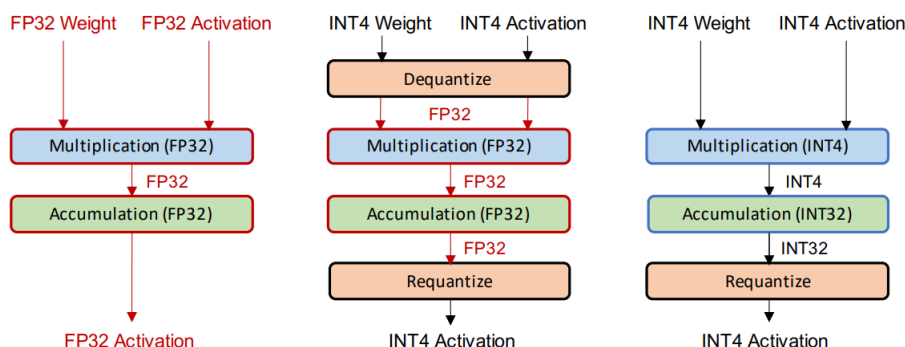 FP32 Weight FP32 Activation
Multiplication (FP32)
FP32
Accumulation (FP32)
FP32 Activation
INT4 Weight INT4 Activation
Dequantize
FP32
Multiplication (FP32)
FP32
Accumulation (FP32)
FP32
Requantize
INT4 Activation
INT4 Weight INT4 Activation
Multiplication (INT4)
INT4
Accumulation (INT32)
INT32
Requantize
INT4 Activation